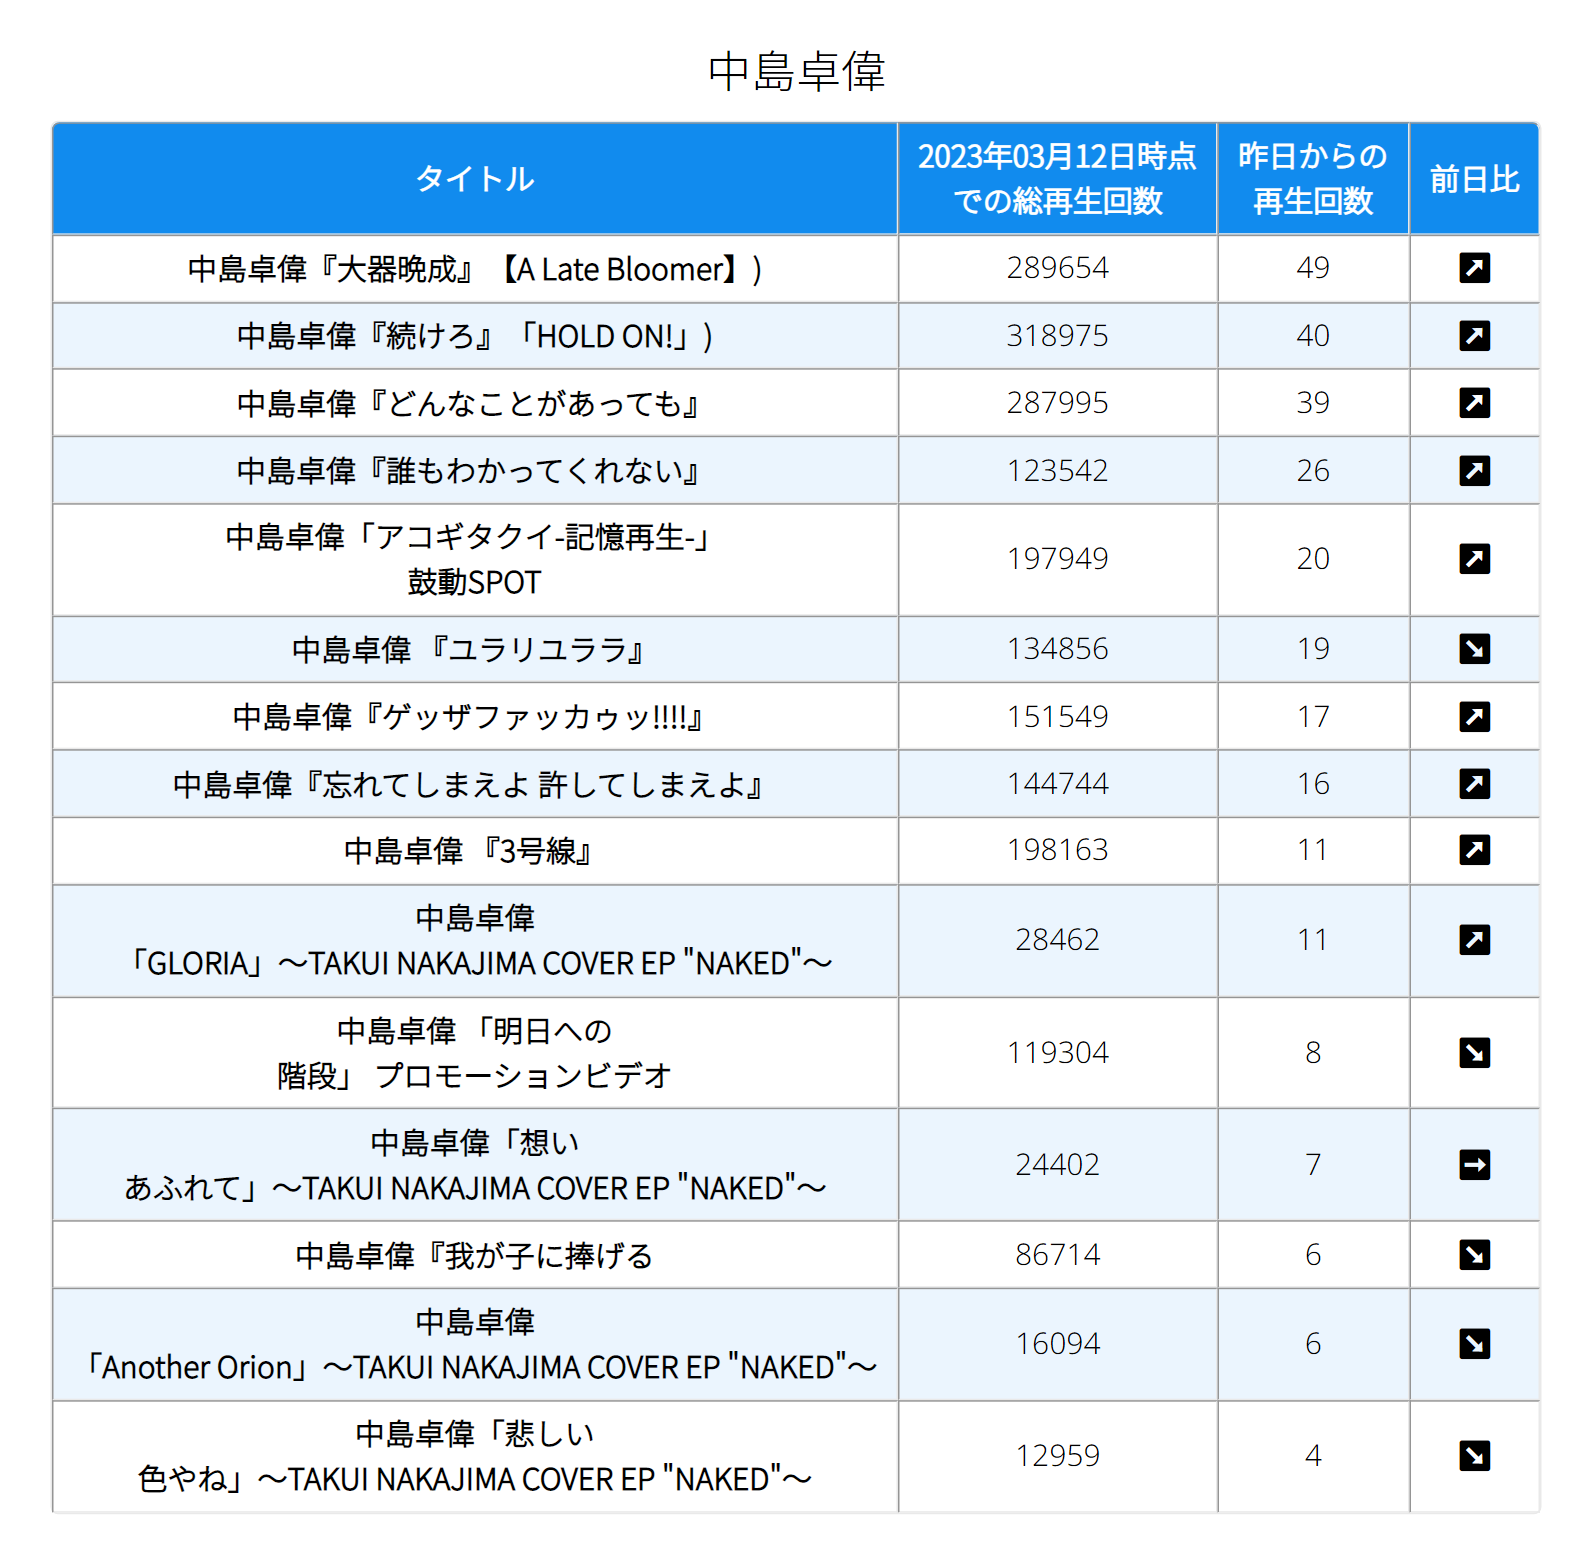 中島卓偉
タイトル
2023年03月12日時点
での総再生回数
昨日からの
再生回数
前日比
中島卓偉『大器晩成』【A Late Bloomer】) 289654 49 ↗
中島卓偉『続けろ』「HOLD ON!」) 318975 40 ↗
中島卓偉『どんなことがあっても』 287995 39 ↗
中島卓偉『誰もわかってくれない』 123542 26 ↗
中島卓偉「アコギタクイ-記憶再生-」
鼓動SPOT 197949 20 ↗
中島卓偉 『ユラリユララ』 134856 19 ↘
中島卓偉『ゲッザファッカゥッ!!!!』 151549 17 ↗
中島卓偉『忘れてしまえよ 許してしまえよ』 144744 16 ↗
中島卓偉 『3号線』 198163 11 ↗
中島卓偉
「GLORIA」～TAKUI NAKAJIMA COVER EP "NAKED"～ 28462 11 ↗
中島卓偉 「明日への
階段」 プロモーションビデオ 119304 8 ↘
中島卓偉「想い
あふれて」～TAKUI NAKAJIMA COVER EP "NAKED"～ 24402 7 →
中島卓偉『我が子に捧げる 86714 6 ↘
中島卓偉
「Another Orion」～TAKUI NAKAJIMA COVER EP "NAKED"～ 16094 6 ↘
中島卓偉「悲しい
色やね」～TAKUI NAKAJIMA COVER EP "NAKED"～ 12959 4 ↘